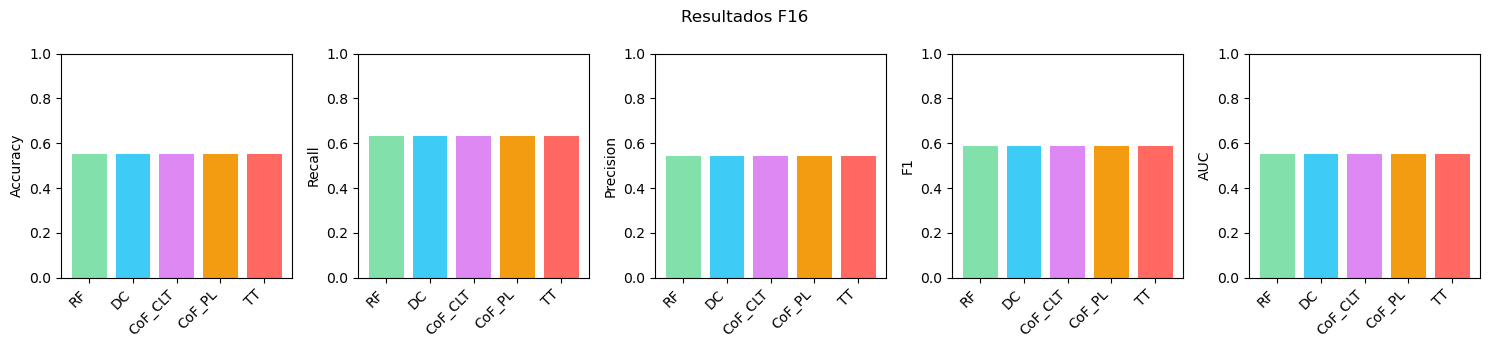 Resultados F16
Accuracy
1.0
0.8
0.6
0.4
0.2
0.0
RF
DC
CoF_CLT
CoF_PL
TT
Recall
1.0
0.8
0.6
0.4
0.2
0.0
RF
DC
CoF_CLT
CoF_PL
TT
Precision
1.0
0.8
0.6
0.4
0.2
0.0
RF
DC
CoF_CLT
CoF_PL
TT
F1
1.0
0.8
0.6
0.4
0.2
0.0
RF
DC
CoF_CLT
CoF_PL
TT
AUC
1.0
0.8
0.6
0.4
0.2
0.0
RF
DC
CoF_CLT
CoF_PL
TT